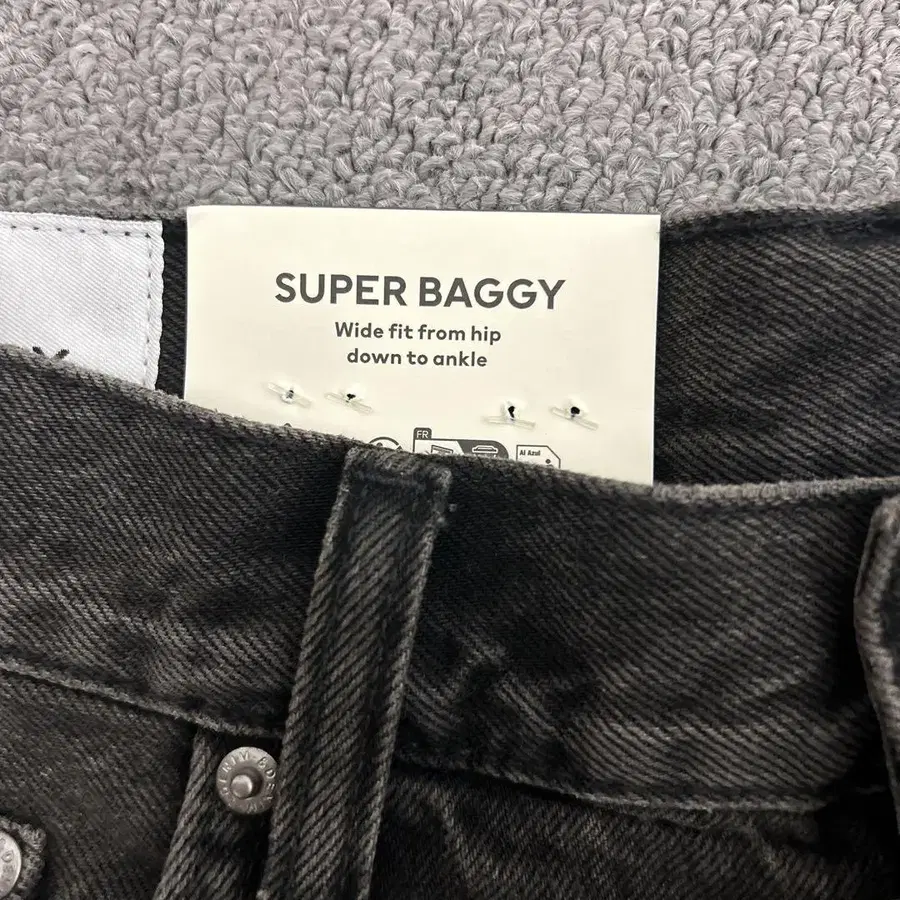 SUPER BAGGY
Wide fit from hip
down to ankle
FR
Al Azul